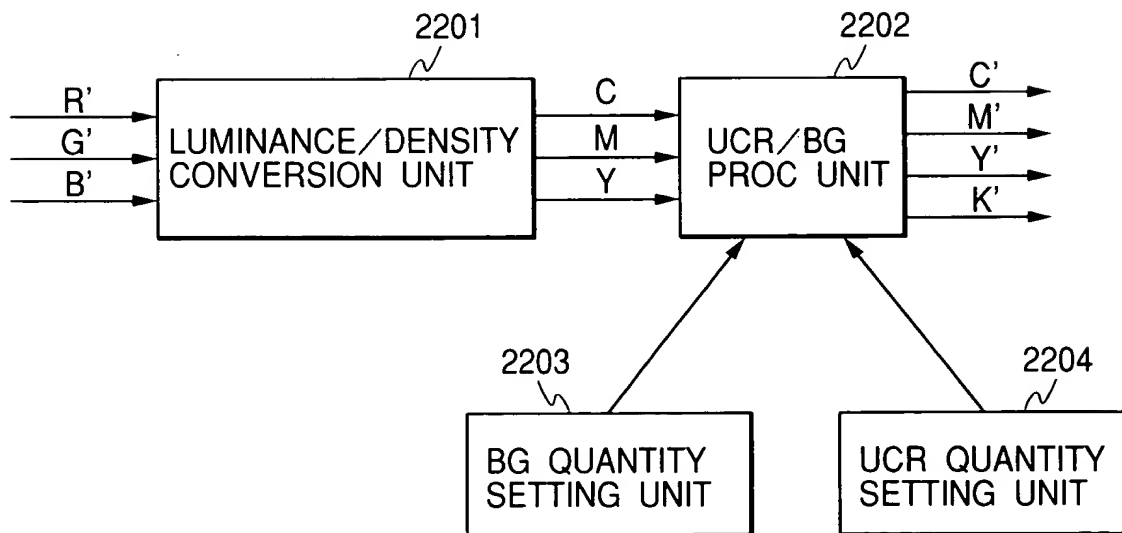 2201
2202
R'
G'
B'
LUMINANCE/DENSITY
CONVERSION UNIT
C
M
Y
UCR/BG
PROC UNIT
C'
M'
Y'
K'
2203
2204
BG QUANTITY
SETTING UNIT
UCR QUANTITY
SETTING UNIT